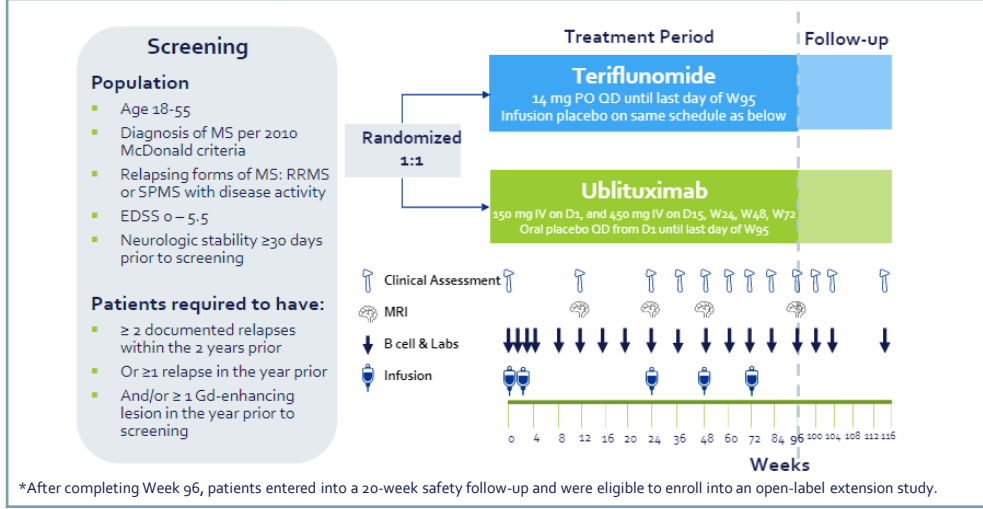 Screening
Population
Age 18-55
Diagnosis of MS per 2010
McDonald criteria
Relapsing forms of MS: RRMS
or SPMS with disease activity
EDSS 0 – 5.5
Neurologic stability ≥30 days
prior to screening
Patients required to have:
≥ 2 documented relapses
within the 2 years prior
Or ≥1 relapse in the year prior
And/or ≥ 1 Gd-enhancing
lesion in the year prior to
screening
Randomized
1:1
Treatment Period
Follow-up
Teriflunomide
14 mg PO QD until last day of W95
Infusion placebo on same schedule as below
Ublituximab
150 mg IV on D1, and 450 mg IV on D15, W24, W48, W72
Oral placebo QD from D1 until last day of W95
Clinical Assessment
MRI
B cell & Labs
Infusion
0 4 8 12 16 20 24 36 48 60 72 84 96 100 104 108 112 116
Weeks
*After completing Week 96, patients entered into a 20-week safety follow-up and were eligible to enroll into an open-label extension study.